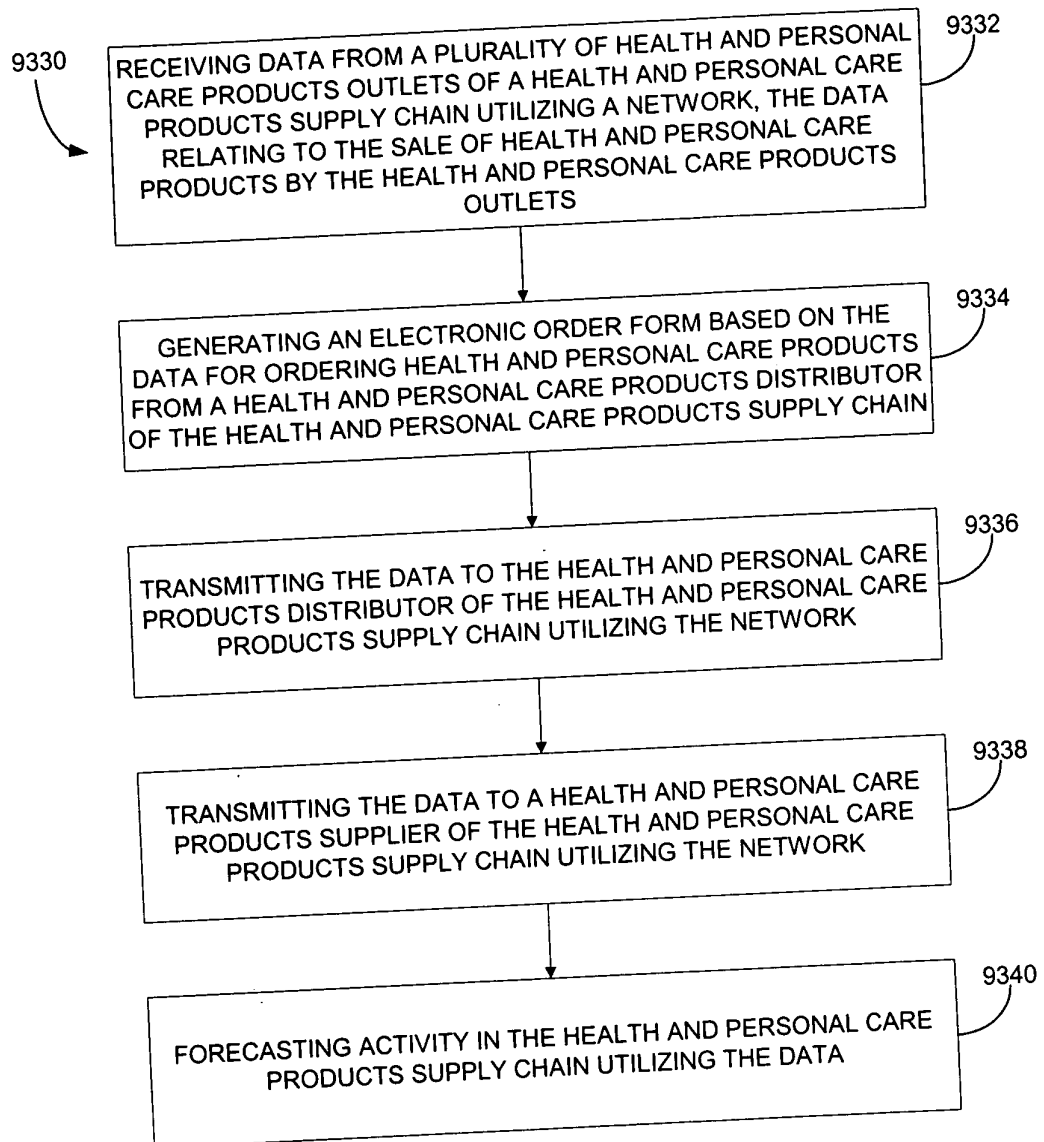 9330
9332
RECEIVING DATA FROM A PLURALITY OF HEALTH AND PERSONAL
CARE PRODUCTS OUTLETS OF A HEALTH AND PERSONAL CARE
PRODUCTS SUPPLY CHAIN UTILIZING A NETWORK, THE DATA
RELATING TO THE SALE OF HEALTH AND PERSONAL CARE
PRODUCTS BY THE HEALTH AND PERSONAL CARE PRODUCTS
OUTLETS
9334
GENERATING AN ELECTRONIC ORDER FORM BASED ON THE
DATA FOR ORDERING HEALTH AND PERSONAL CARE PRODUCTS
FROM A HEALTH AND PERSONAL CARE PRODUCTS DISTRIBUTOR
OF THE HEALTH AND PERSONAL CARE PRODUCTS SUPPLY CHAIN
9336
TRANSMITTING THE DATA TO THE HEALTH AND PERSONAL CARE
PRODUCTS DISTRIBUTOR OF THE HEALTH AND PERSONAL CARE
PRODUCTS SUPPLY CHAIN UTILIZING THE NETWORK
9338
TRANSMITTING THE DATA TO A HEALTH AND PERSONAL CARE
PRODUCTS SUPPLIER OF THE HEALTH AND PERSONAL CARE
PRODUCTS SUPPLY CHAIN UTILIZING THE NETWORK
9340
FORECASTING ACTIVITY IN THE HEALTH AND PERSONAL CARE
PRODUCTS SUPPLY CHAIN UTILIZING THE DATA